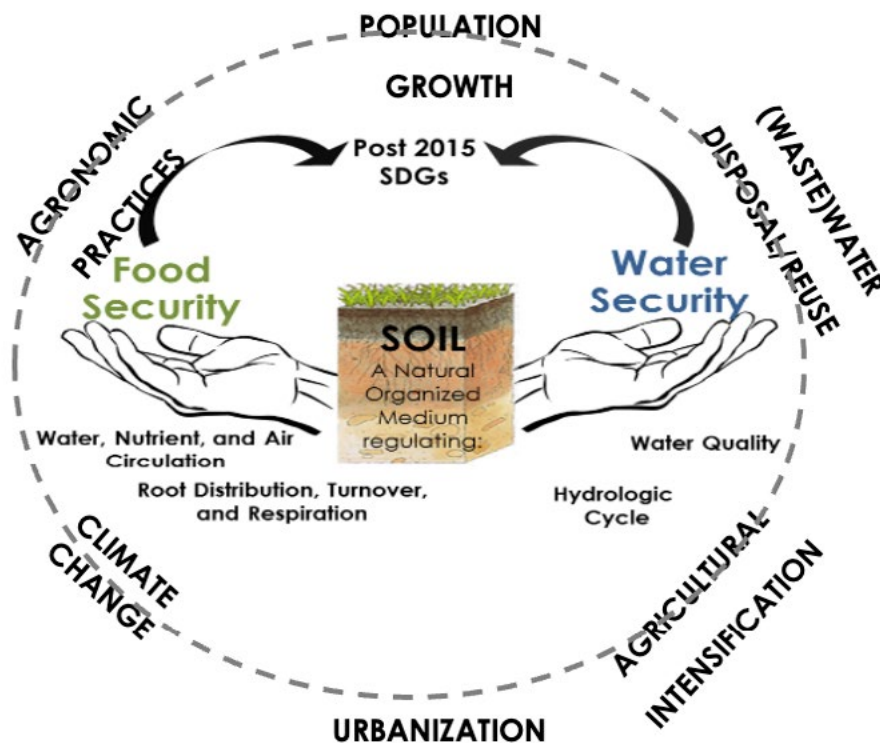 POPULATION
GROWTH
AGRONOMIC
PRACTICES
(WASTE)WATER
DISPOSAL/REUSE
Post 2015
SDGs
Food
Security
Water
Security
SOIL
A Natural
Organized
Medium
regulating:
Water, Nutrient, and Air
Circulation
Root Distribution, Turnover,
and Respiration
Water Quality
Hydrologic
Cycle
CLIMATE
CHANGE
AGRICULTURAL
INTENSIFICATION
URBANIZATION